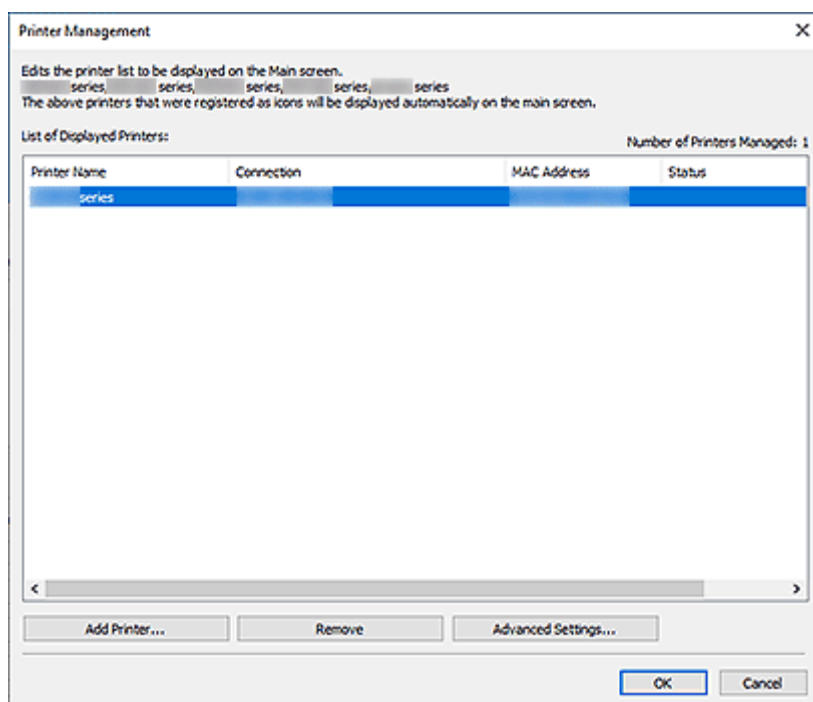 Printer Management
Edits the printer list to be displayed on the Main screen.
series, series, series, series, series
The above printers that were registered as icons will be displayed automatically on the main screen.
List of Displayed Printers:
Number of Printers Managed: 1
Printer Name Connection MAC Address Status
series
Add Printer... Remove Advanced Settings...
OK Cancel